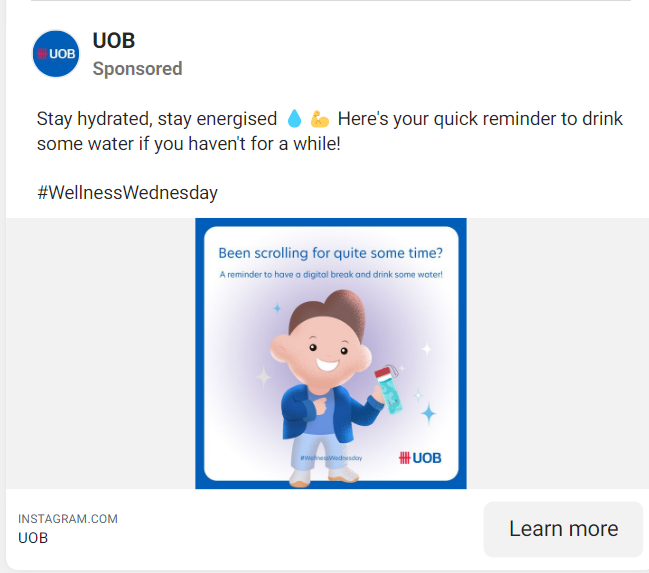 UOB
UOB
Sponsored
Stay hydrated, stay energised 💧 💪 Here's your quick reminder to drink
some water if you haven't for a while!
#WellnessWednesday
Been scrolling for quite some time?
A reminder to have a digital break and drink some water!
#WellnessWednesday
UOB
INSTAGRAM.COM
UOB
Learn more